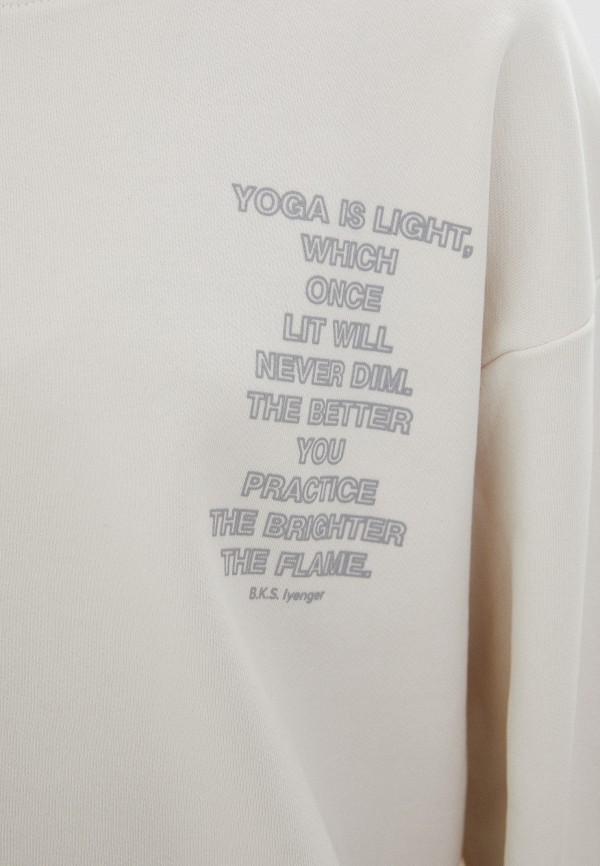 YOGA IS LIGHT,
WHICH
ONCE
LIT WILL
NEVER DIM.
THE BETTER
YOU
PRACTICE
THE BRIGHTER
THE FLAME.
B.K.S. Iyenger